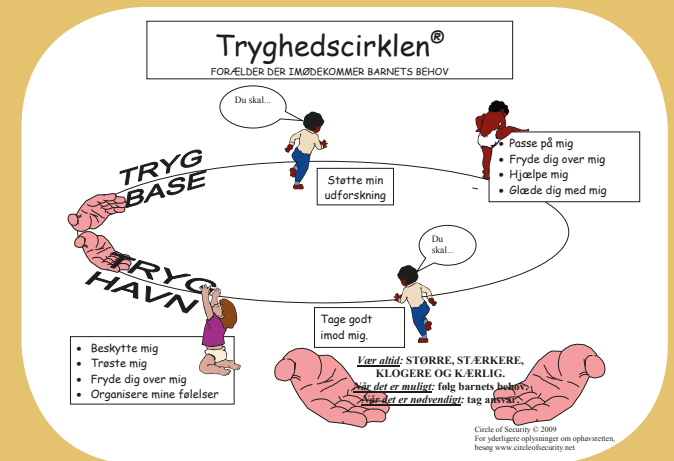 Tryghedscirklen®
FORÆLDER DER IMØDEKOMMER BARNETS BEHOV
Du skal...
TRYG
BASE
Støtte min
udforskning
• Passe på mig
• Fryde dig over mig
• Hjælpe mig
• Glæde dig med mig
Du
skal...
TRYG
HAVN
Tage godt
imod mig.
• Beskytte mig
• Trøste mig
• Fryde dig over mig
• Organisere mine følelser
Vær altid: STØRRE, STÆRKERE,
KLOGERE OG KÆRLIG.
Når det er muligt: følg barnets behov.
Når det er nødvendigt: tag ansvar.
Circle of Security © 2009
For yderligere oplysninger om ophavsretten,
besøg www.circleofsecurity.net